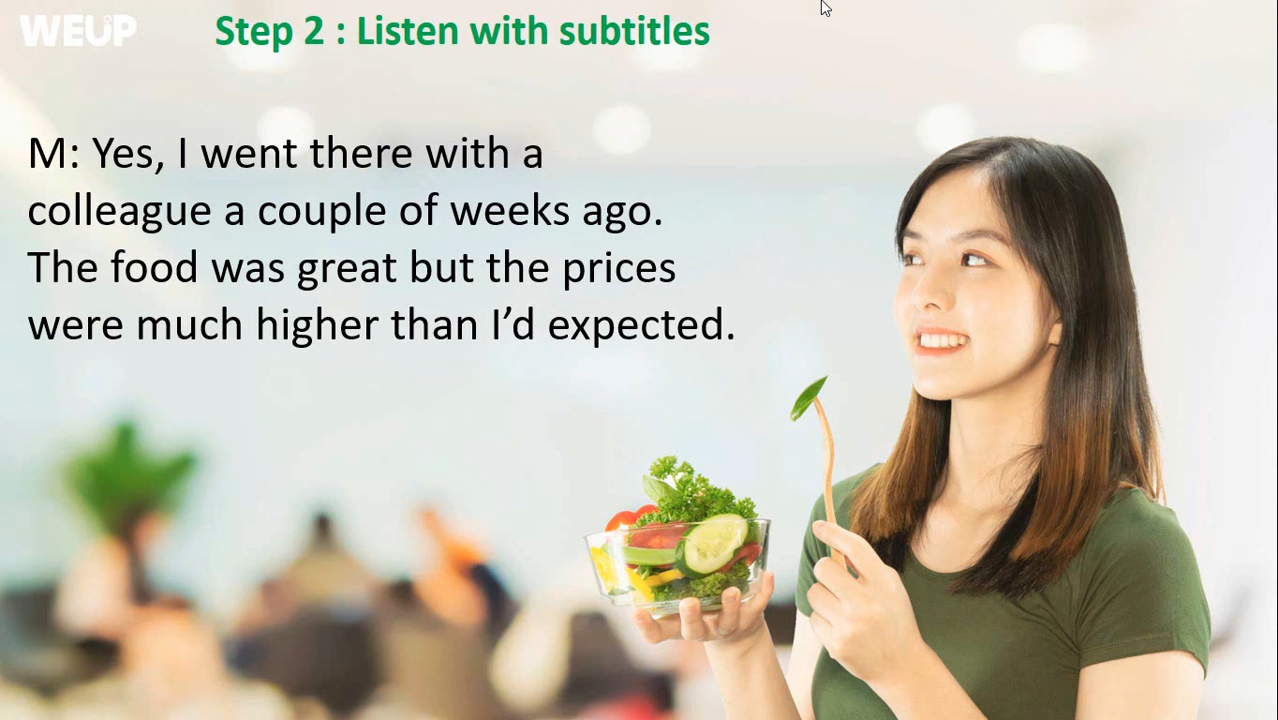 WEUP
Step 2 : Listen with subtitles
M: Yes, I went there with a
colleague a couple of weeks ago.
The food was great but the prices
were much higher than I’d expected.